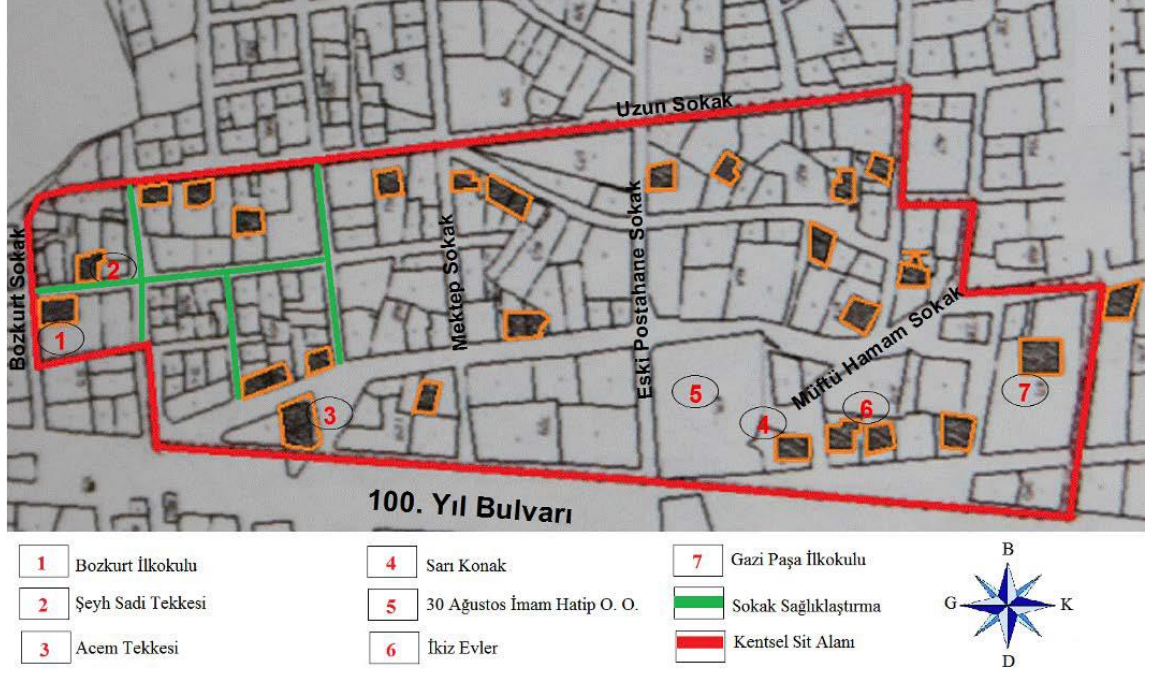 Uzun Sokak
Bozkurt Sokak
Mektep Sokak
Eski Postahane Sokak
Müftü Hamam Sokak
2
1
3
5
4
6
7
100. Yıl Bulvarı
1 Bozkurt İlkokulu
2 Şeyh Sadi Tekkesi
3 Acem Tekkesi
4 Sarı Konak
5 30 Ağustos İmam Hatip O. O.
6 İkiz Evler
7 Gazi Paşa İlkokulu
Sokak Sağlıklaştırma
Kentsel Sit Alanı
B
G K
D